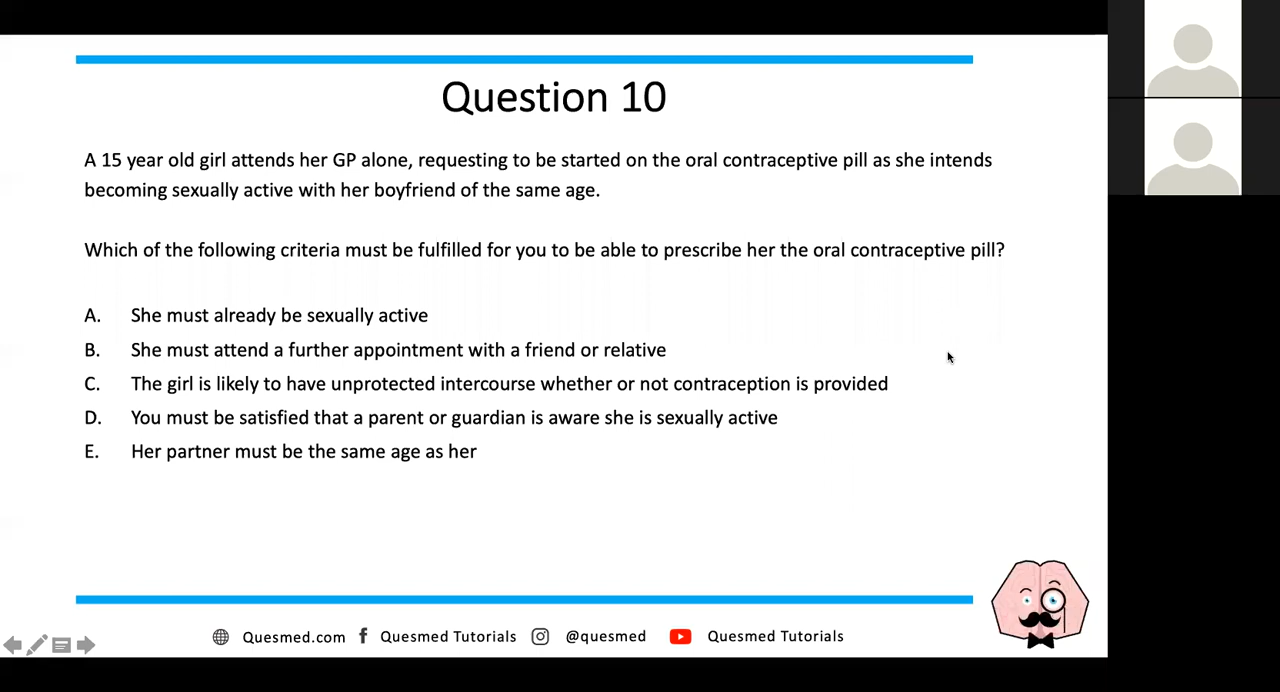 Question 10
A 15 year old girl attends her GP alone, requesting to be started on the oral contraceptive pill as she intends
becoming sexually active with her boyfriend of the same age.
Which of the following criteria must be fulfilled for you to be able to prescribe her the oral contraceptive pill?
A. She must already be sexually active
B. She must attend a further appointment with a friend or relative
C. The girl is likely to have unprotected intercourse whether or not contraception is provided
D. You must be satisfied that a parent or guardian is aware she is sexually active
E. Her partner must be the same age as her
Quesmed.com f Quesmed Tutorials @quesmed Quesmed Tutorials